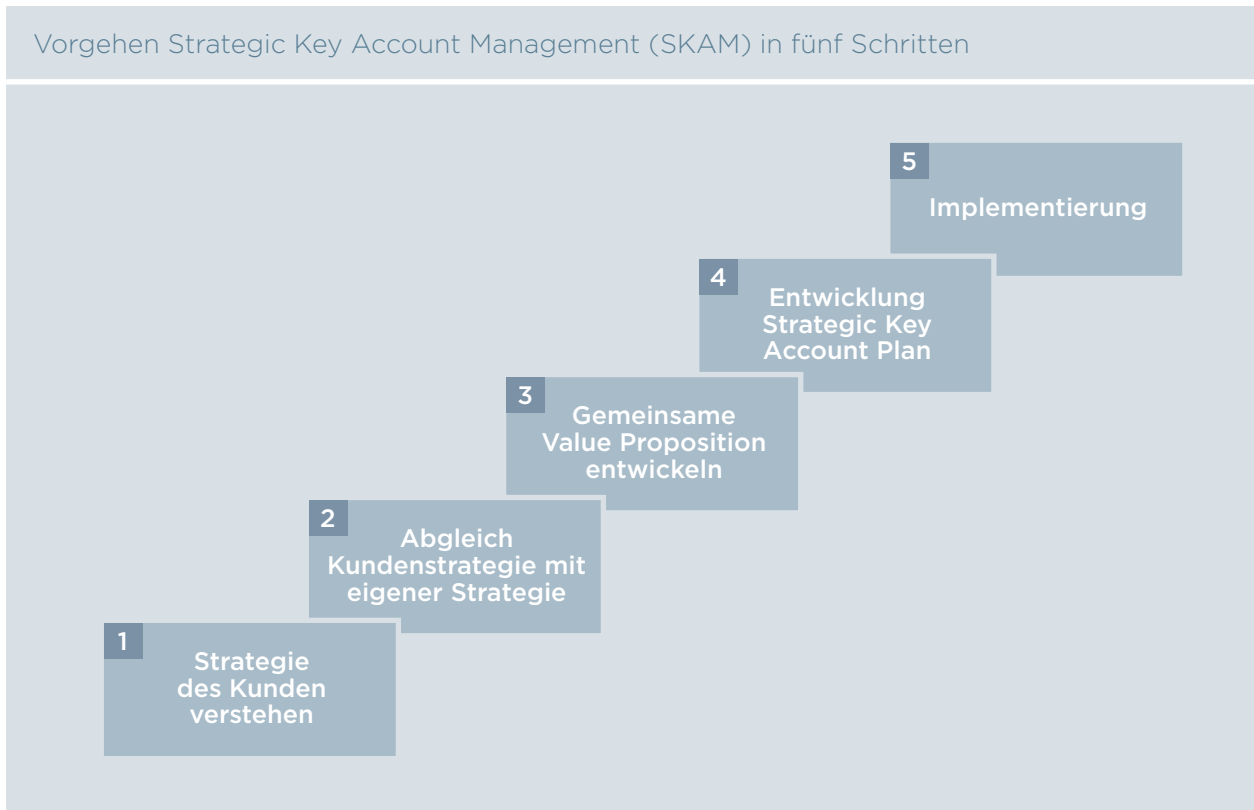 Vorgehen Strategic Key Account Management (SKAM) in fünf Schritten
5
Implementierung
4
Entwicklung
Strategic Key
Account Plan
3
Gemeinsame
Value Proposition
entwickeln
2
Abgleich
Kundenstrategie mit
eigener Strategie
1
Strategie
des Kunden
verstehen